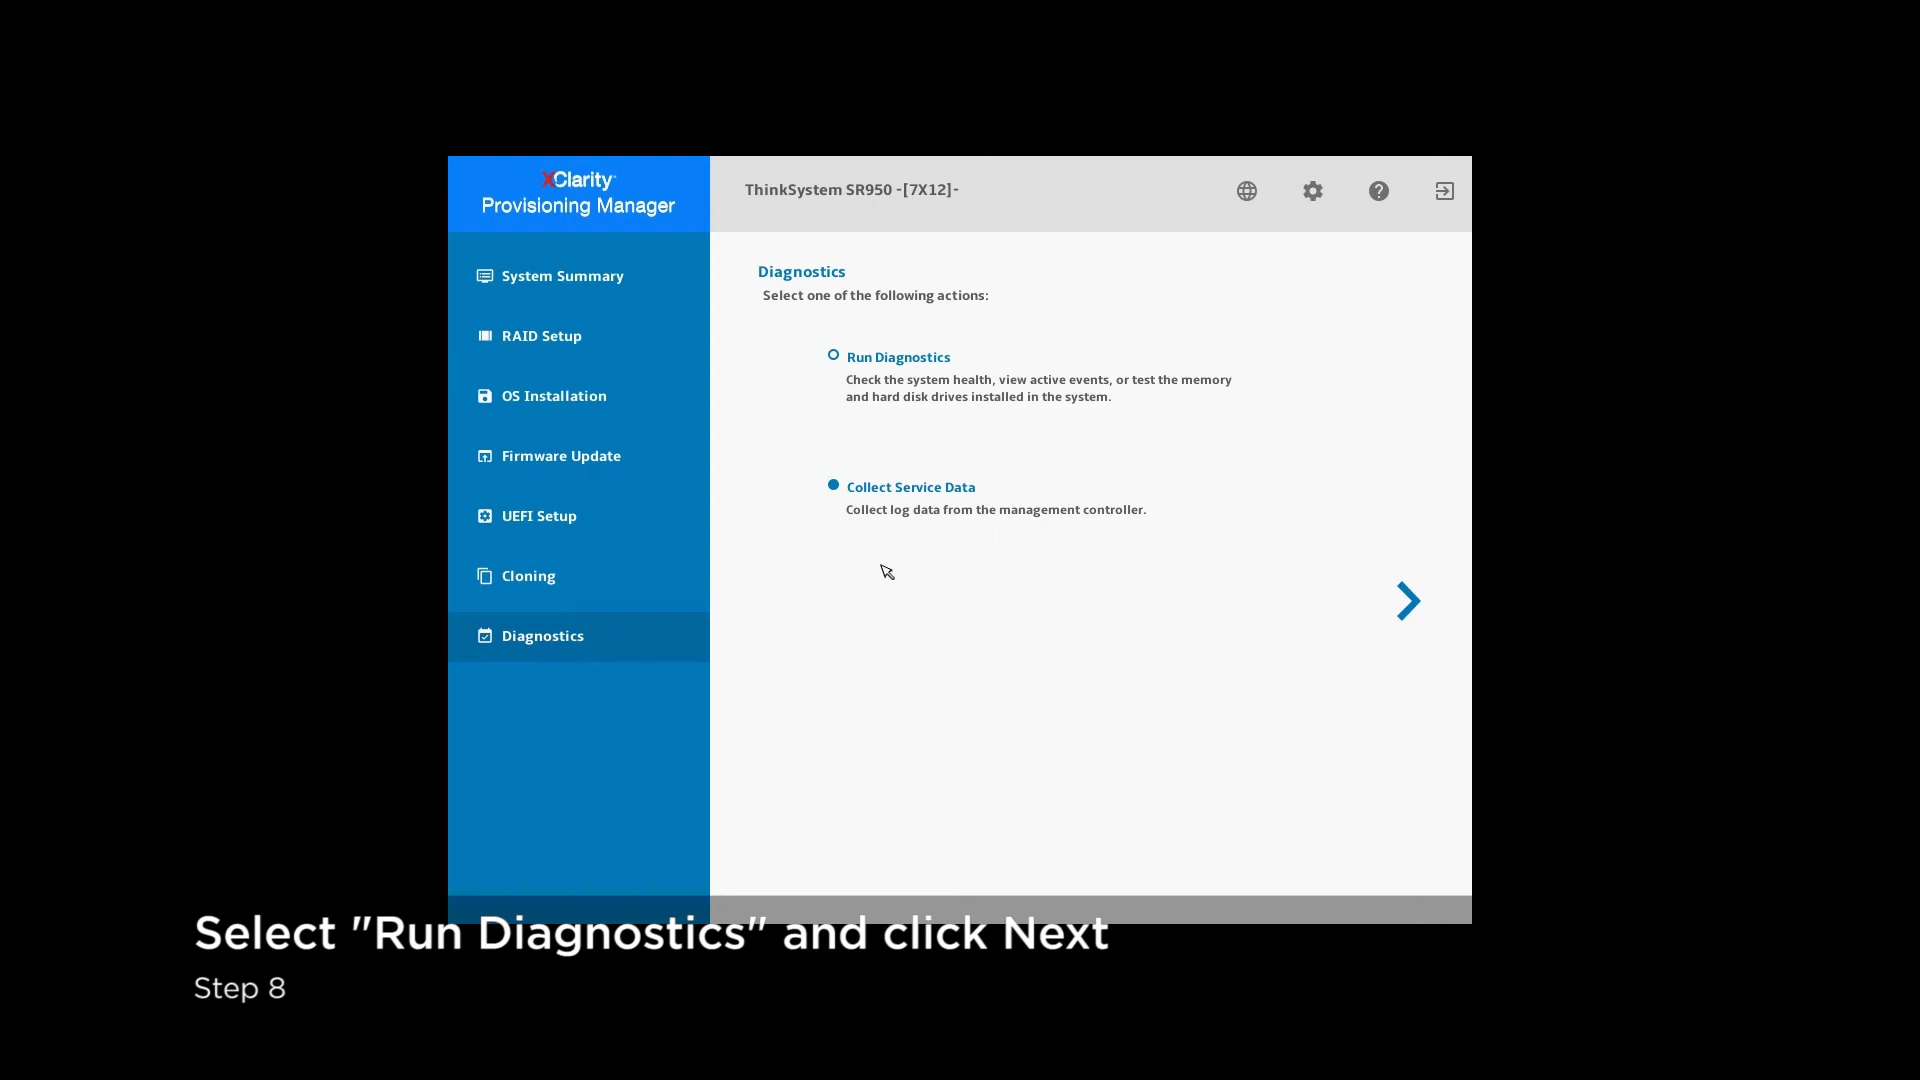 XClarity
Provisioning Manager
ThinkSystem SR950 -[7X12]-
System Summary
RAID Setup
OS Installation
Firmware Update
UEFI Setup
Cloning
Diagnostics
Diagnostics
Select one of the following actions:
Run Diagnostics
Check the system health, view active events, or test the memory
and hard disk drives installed in the system.
Collect Service Data
Collect log data from the management controller.
Select "Run Diagnostics" and click Next
Step 8